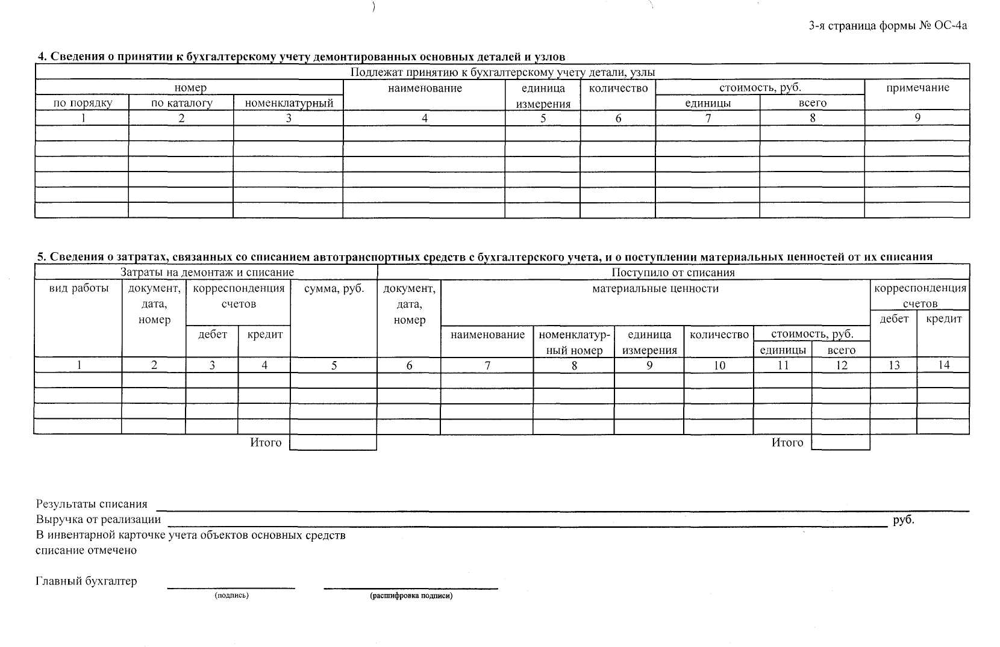 3-я страница формы № ОС-4а
4. Сведения о принятии к бухгалтерскому учету демонтированных основных деталей и узлов
Подлежат принятию к бухгалтерскому учету детали, узлы
номер наименование единица измерения количество стоимость, руб. примечание
по порядку по каталогу номенклатурный единицы всего
1 2 3 4 5 6 7 8 9
5. Сведения о затратах, связанных со списанием автотранспортных средств с бухгалтерского учета, и о поступлении материальных ценностей от их списания
Затраты на демонтаж и списание Поступило от списания
вид работы документ, дата, номер корреспонденция счетов сумма, руб. документ, дата, номер материальные ценности корреспонденция счетов
дебет кредит
дебет кредит наименование номенклатур-
ный номер единица измерения количество стоимость, руб.
единицы всего
1 2 3 4 5 6 7 8 9 10 11 12 13 14
Итого Итого
Результаты списания
Выручка от реализации руб.
В инвентарной карточке учета объектов основных средств
списание отмечено
Главный бухгалтер
(подпись) (расшифровка подписи)